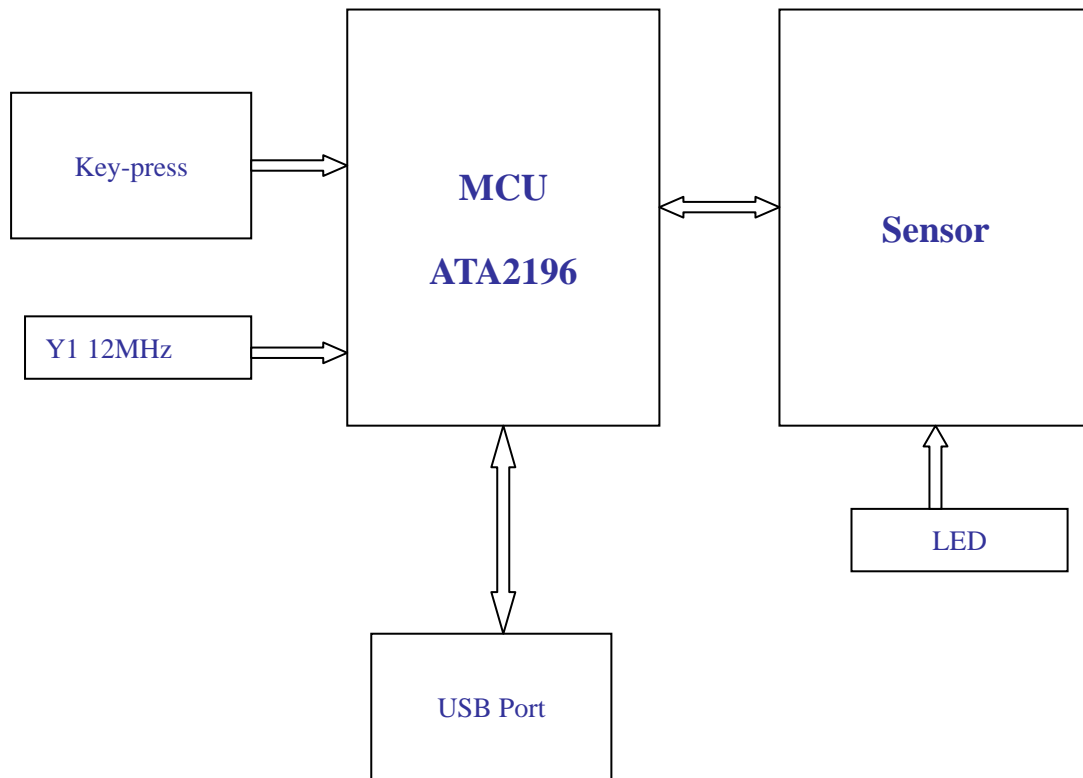 Key-press
MCU
ATA2196
Sensor
Y1 12MHz
LED
USB Port